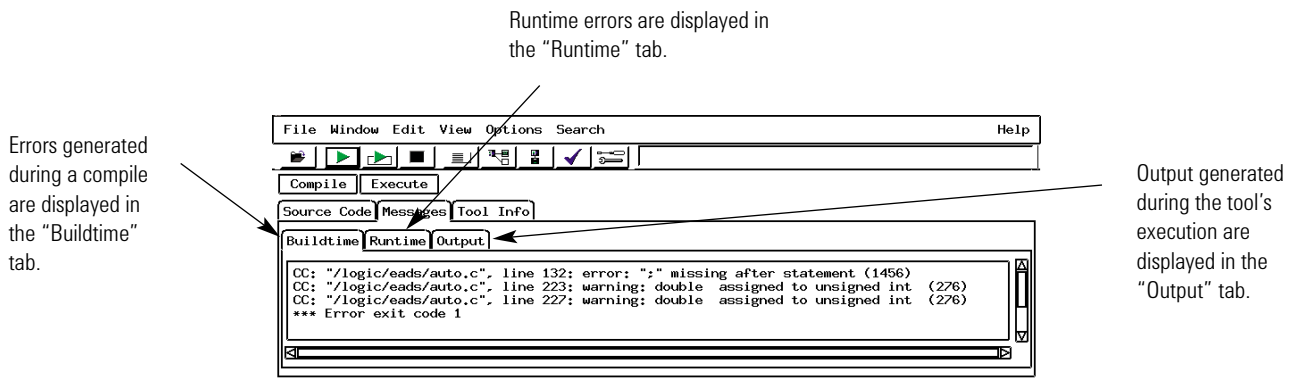 Runtime errors are displayed in
the “Runtime” tab.
Errors generated
during a compile
are displayed in
the “Buildtime”
tab.
File Window Edit View Options Search Help
Compile Execute
Source Code Messages Tool Info
Buildtime Runtime Output
CC: "/logic/eads/auto.c", line 132: error: ";" missing after statement (1456)
CC: "/logic/eads/auto.c", line 223: warning: double assigned to unsigned int (276)
CC: "/logic/eads/auto.c", line 227: warning: double assigned to unsigned int (276)
*** Error exit code 1
Output generated
during the tool’s
execution are
displayed in the
“Output” tab.